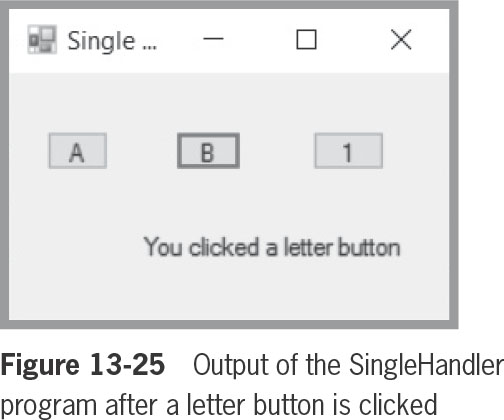 Single ...
A B 1
You clicked a letter button
Figure 13-25 Output of the SingleHandler
program after a letter button is clicked